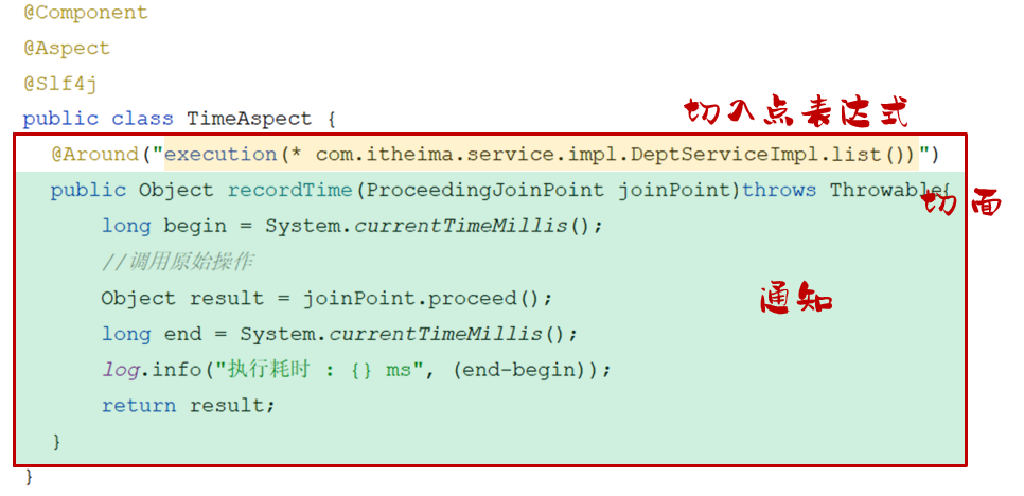 @Component
@Aspect
@Slf4j
public class TimeAspect {
切入点表达式
@Around("execution(* com.itheima.service.impl.DeptServiceImpl.list())")
public Object recordTime(ProceedingJoinPoint joinPoint)throws Throwable{
切面
long begin = System.currentTimeMillis();
//调用原始操作
Object result = joinPoint.proceed();
通知
long end = System.currentTimeMillis();
log.info("执行耗时 : {} ms", (end-begin));
return result;
}
}